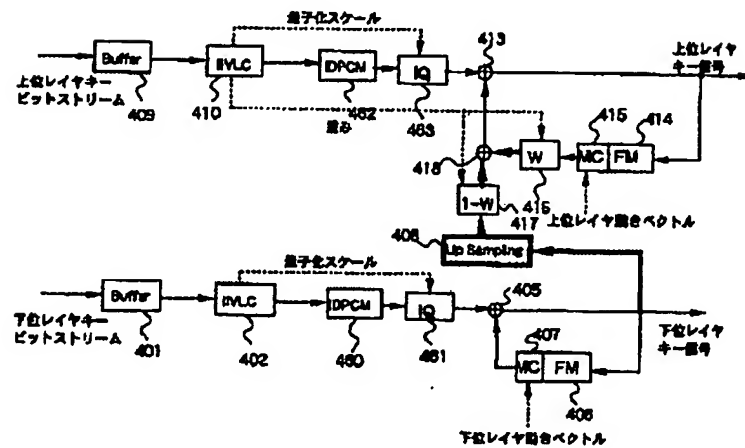 量子化スケール
413
上位レイヤ
キー信号
Buffer
IIVLC
IDPCM
IQ
上位レイヤキー
ビットストリーム
409
410
462
463
重み
415
414
418
W
MC
FM
416
1-W
417
上位レイヤ動きベクトル
408
Up Sampling
量子化スケール
405
Buffer
IIVLC
IDPCM
IQ
下位レイヤキー
ビットストリーム
401
402
460
461
407
下位レイヤ
キー信号
MC
FM
406
下位レイヤ動きベクトル